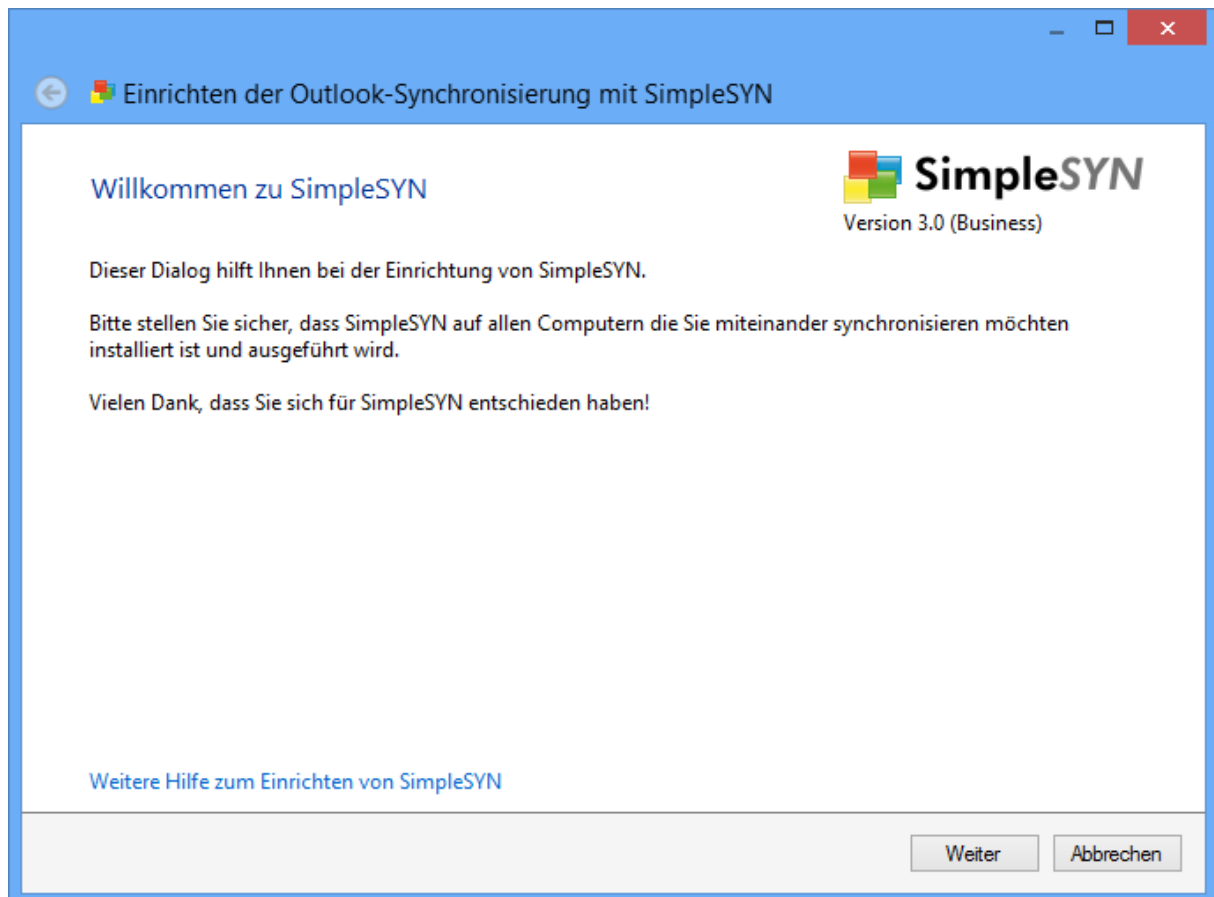 Einrichten der Outlook-Synchronisierung mit SimpleSYN
Willkommen zu SimpleSYN
SimpleSYN
Version 3.0 (Business)
Dieser Dialog hilft Ihnen bei der Einrichtung von SimpleSYN.
Bitte stellen Sie sicher, dass SimpleSYN auf allen Computern die Sie miteinander synchronisieren möchten
installiert ist und ausgeführt wird.
Vielen Dank, dass Sie sich für SimpleSYN entschieden haben!
Weitere Hilfe zum Einrichten von SimpleSYN
Weiter Abbrechen